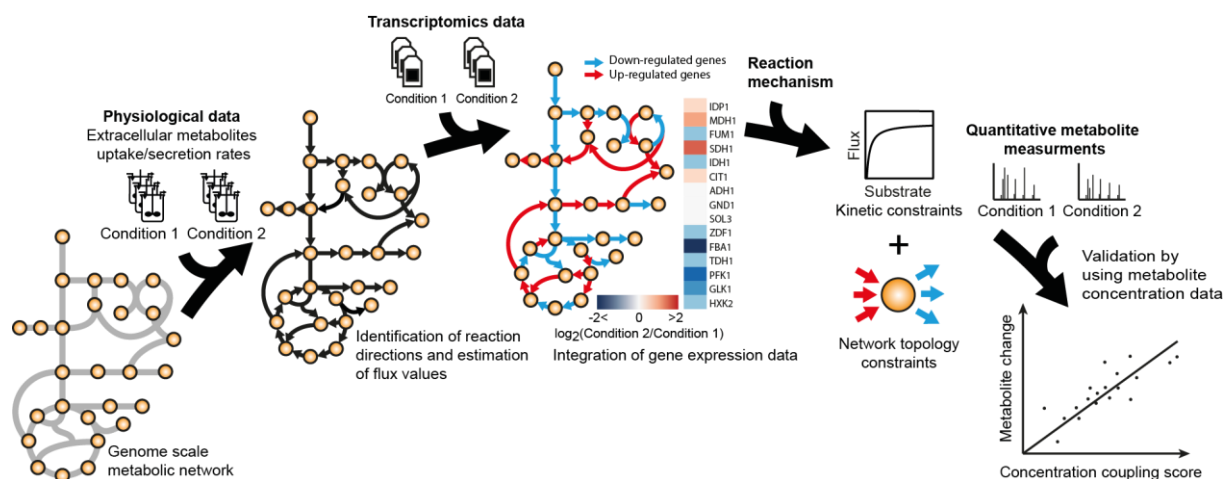 Transcriptomics data
Condition 1 Condition 2
Physiological data
Extracellular metabolites
uptake/secretion rates
Condition 1 Condition 2
Genome scale
metabolic network
Identification of reaction
directions and estimation
of flux values
Down-regulated genes
Up-regulated genes
IDP1
MDH1
FUM1
SDH1
IDH1
CIT1
ADH1
GND1
SOL3
ZDF1
FBA1
TDH1
PFK1
GLK1
HXK2
-2< 0 >2
log2(Condition 2/Condition 1)
Integration of gene expression data
Reaction
mechanism
Flux
Substrate
Kinetic constraints
+
Network topology
constraints
Quantitative metabolite
measurments
Condition 1 Condition 2
Validation by
using metabolite
concentration data
Metabolite change
Concentration coupling score